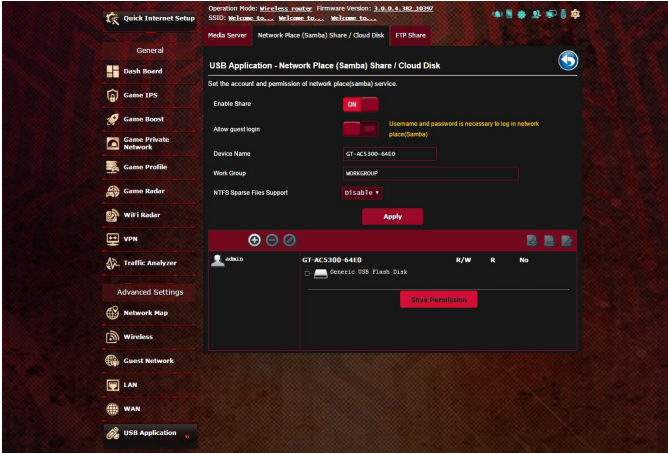 Quick Internet Setup
General
Dash Board
Game IPS
Game Boost
Game Private
Network
Game Profile
Game Radar
WiFi Radar
VPN
Traffic Analyzer
Advanced Settings
Network Map
Wireless
Guest Network
LAN
WAN
USB Application »
Operation Mode: Wireless router Firmware Version: 3.0.0.4.382_10397
SSID: Welcome to... Welcome to... Welcome to...
Media Server Network Place (Samba) Share / Cloud Disk FTP Share
USB Application - Network Place (Samba) Share / Cloud Disk
Set the account and permission of network place(samba) service.
Enable Share ON
Allow guest login OFF Username and password is necessary to log in network
place(Samba)
Device Name GT-AC5300-64E0
Work Group WORKGROUP
NTFS Sparse Files Support Disable
Apply
admin GT-AC5300-64E0 R/W R No
Generic USB Flash Disk
Save Permission